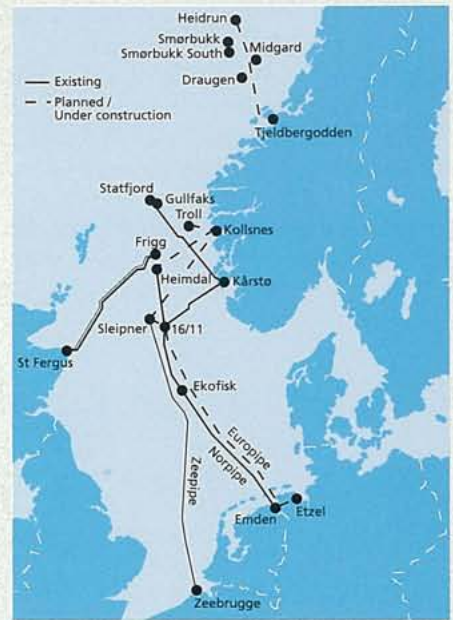 Heidrun
Smørbukk
Smørbukk South
Midgard
Draugen
Existing
Planned /
Under construction
Tjeldbergodden
Statfjord
Gullfaks
Troll
Kollsnes
Frigg
Heimdal
Kårstø
Sleipner
16/11
St Fergus
Ekofisk
Europipe
Norpipe
Zeepipe
Emden
Etzel
Zeebrugge